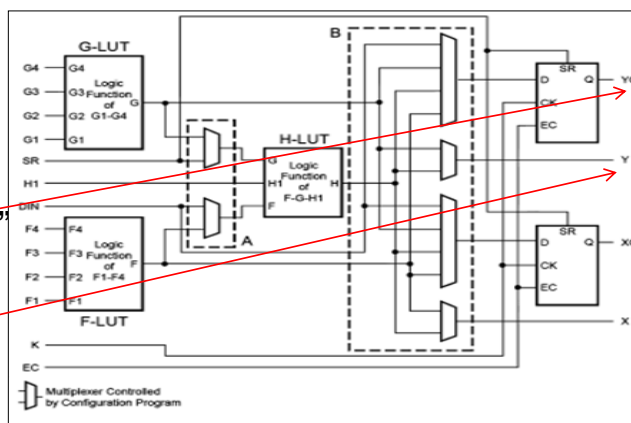 B
G-LUT
SR
G4
G4
D
Q
G3
G3
Logic
Function
of
G1-G4
G
CK
G2
G2
G1
G1
EC
H-LUT
SR
G
Logic
Function
of
F-G-H1
Y
H1
H1
H
DIN
F
”
F4
F4
A
SR
F3
F3
Logic
Function
of
F1-F4
F
D
Q
F2
F2
CK
F1
F1
EC
F-LUT
X
K
EC
Multiplexer Controlled
by Configuration Program